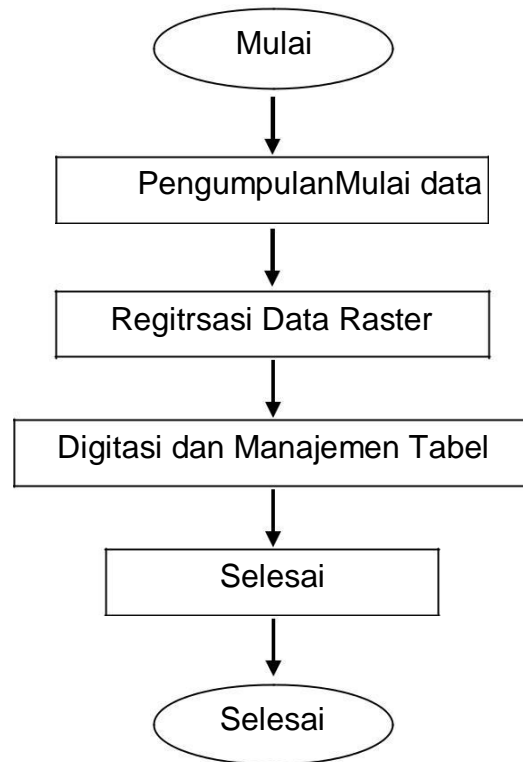 Mulai
PengumpulanMulai data
Regitrsasi Data Raster
Digitasi dan Manajemen Tabel
Selesai
Selesai